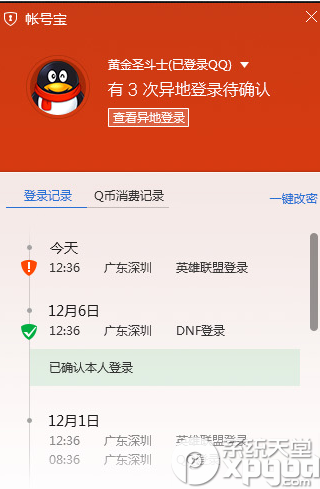 帐号宝
黄金圣斗士(已登录QQ)
有 3 次异地登录待确认
查看异地登录
登录记录 Q币消费记录 一键改密
今天
12:36 广东深圳 英雄联盟登录
12月6日
12:36 广东深圳 DNF登录
已确认本人登录
12月1日
12:36 广东深圳 英雄联盟登录
08:36 广东深圳
系统天堂
xpgod
.com